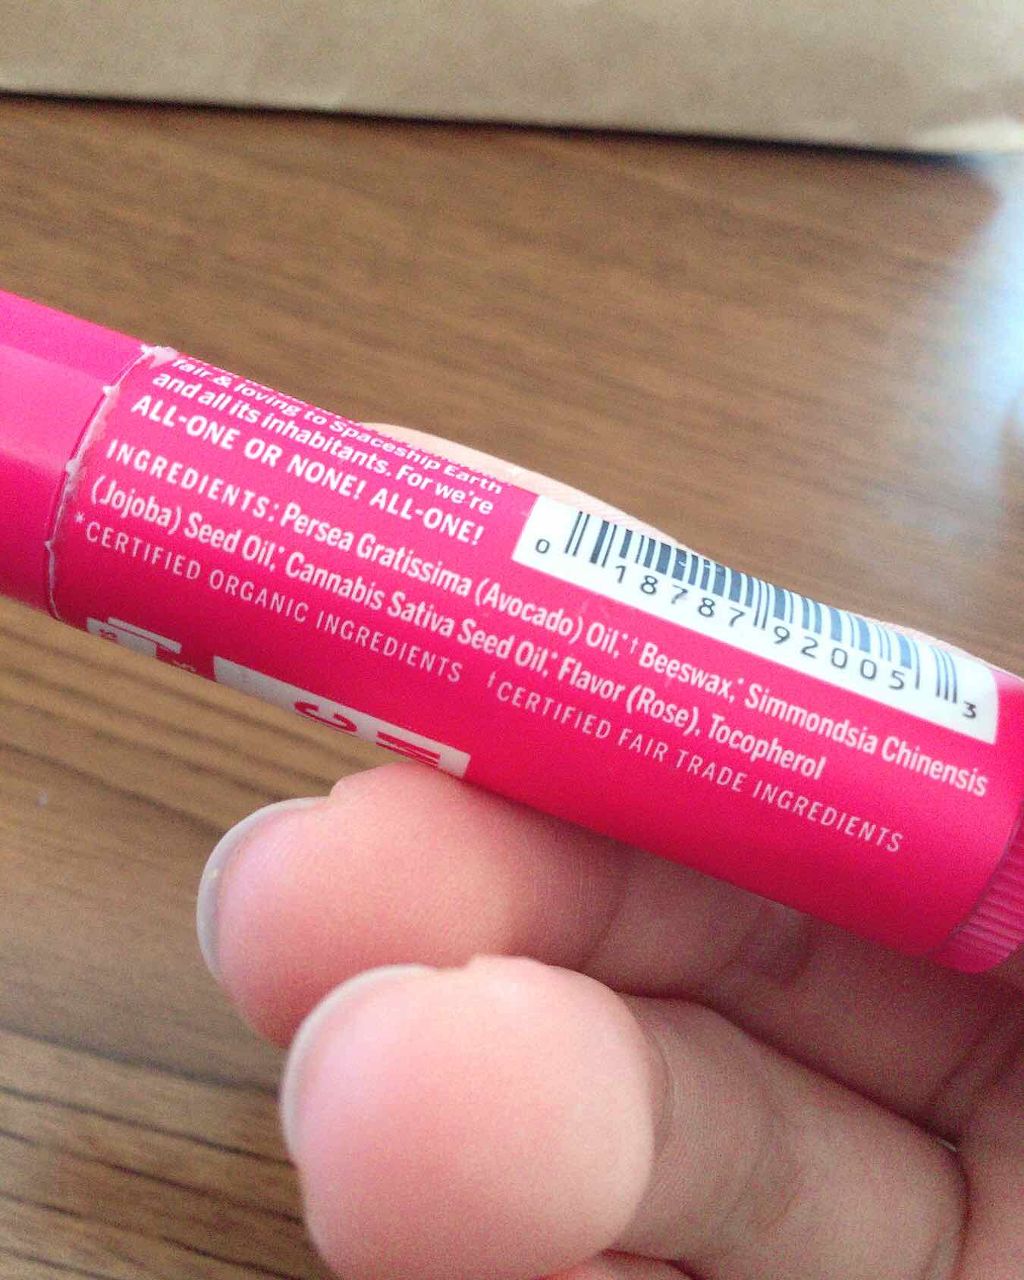 fair & loving to Spaceship Earth
and all its inhabitants. For we're
ALL-ONE OR NONE! ALL-ONE!
INGREDIENTS: Persea Gratissima (Avocado) Oil,*† Beeswax,* Simmondsia Chinensis
(Jojoba) Seed Oil,* Cannabis Sativa Seed Oil,* Flavor (Rose), Tocopherol
*CERTIFIED ORGANIC INGREDIENTS †CERTIFIED FAIR TRADE INGREDIENTS
0 18787 92005 3